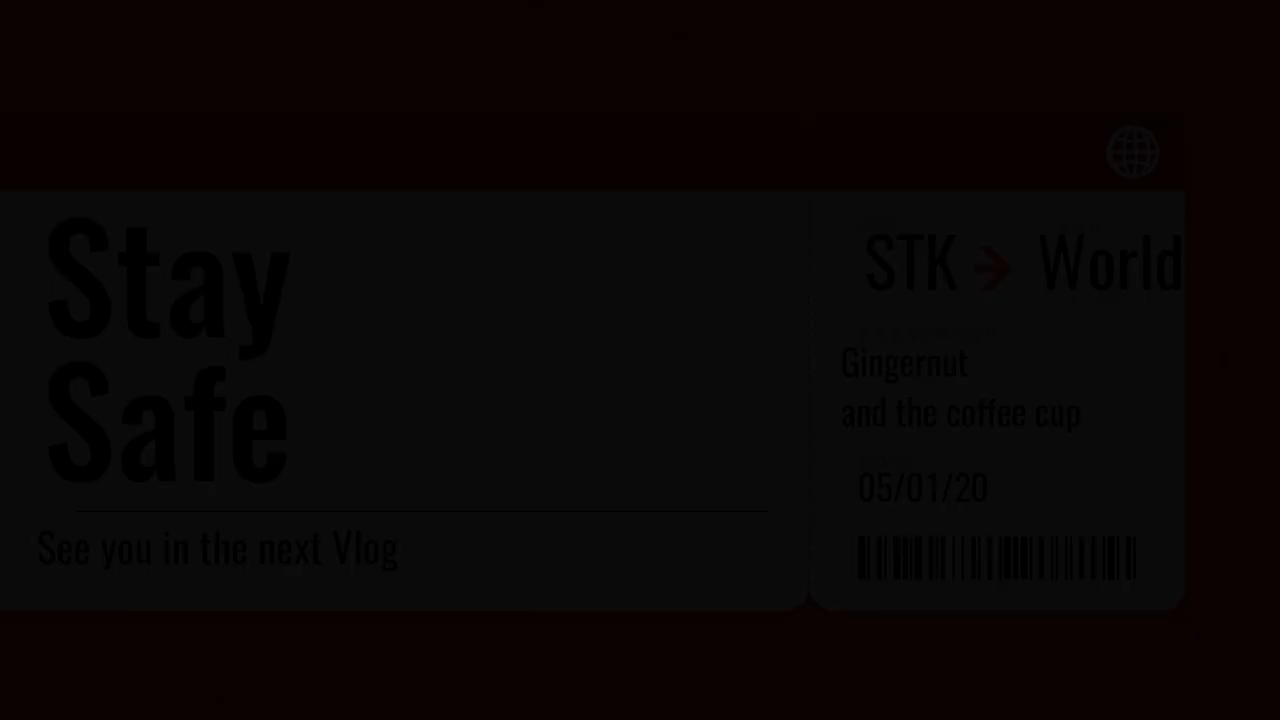 Stay
Safe
See you in the next Vlog
STK → World
Gingernut
and the coffee cup
05/01/20